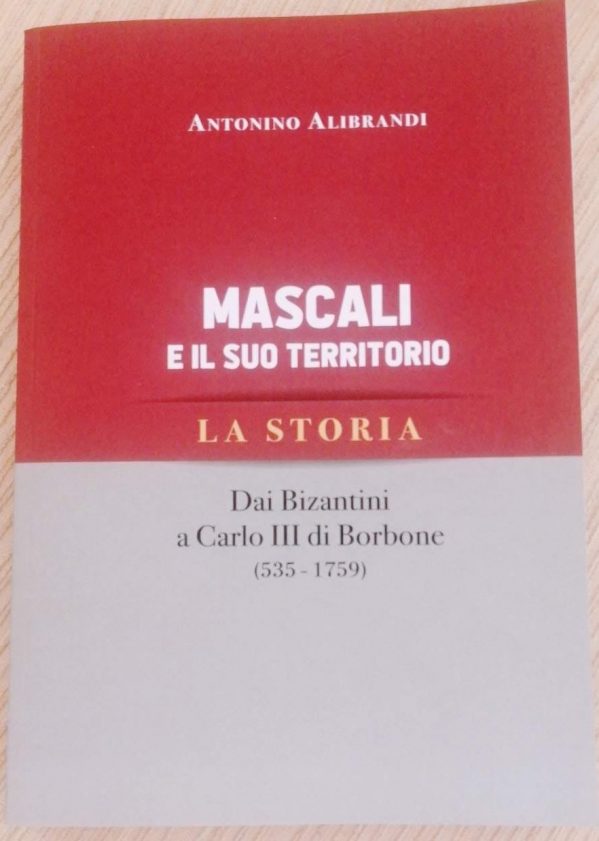 ANTONINO ALIBRANDI
MASCALI
E IL SUO TERRITORIO
LA STORIA
Dai Bizantini
a Carlo III di Borbone
(535 - 1759)